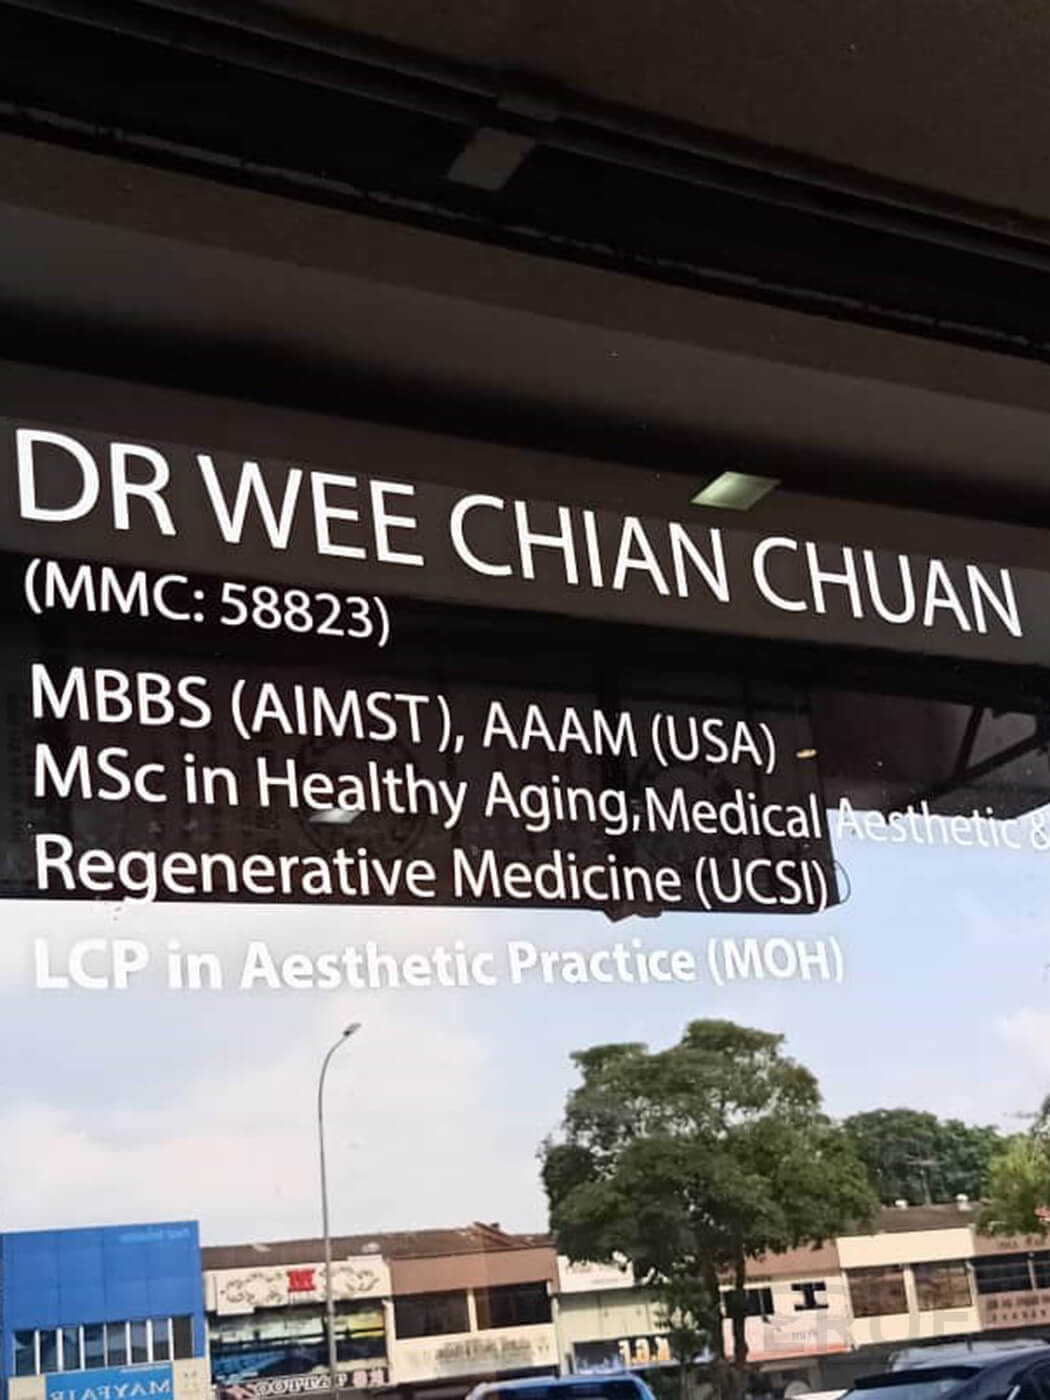 DR WEE CHIAN CHUAN
(MMC: 58823)
MBBS (AIMST), AAAM (USA)
MSc in Healthy Aging, Medical Aesthetic &
Regenerative Medicine (UCSI)
LCP in Aesthetic Practice (MOH)
MAYFAIR